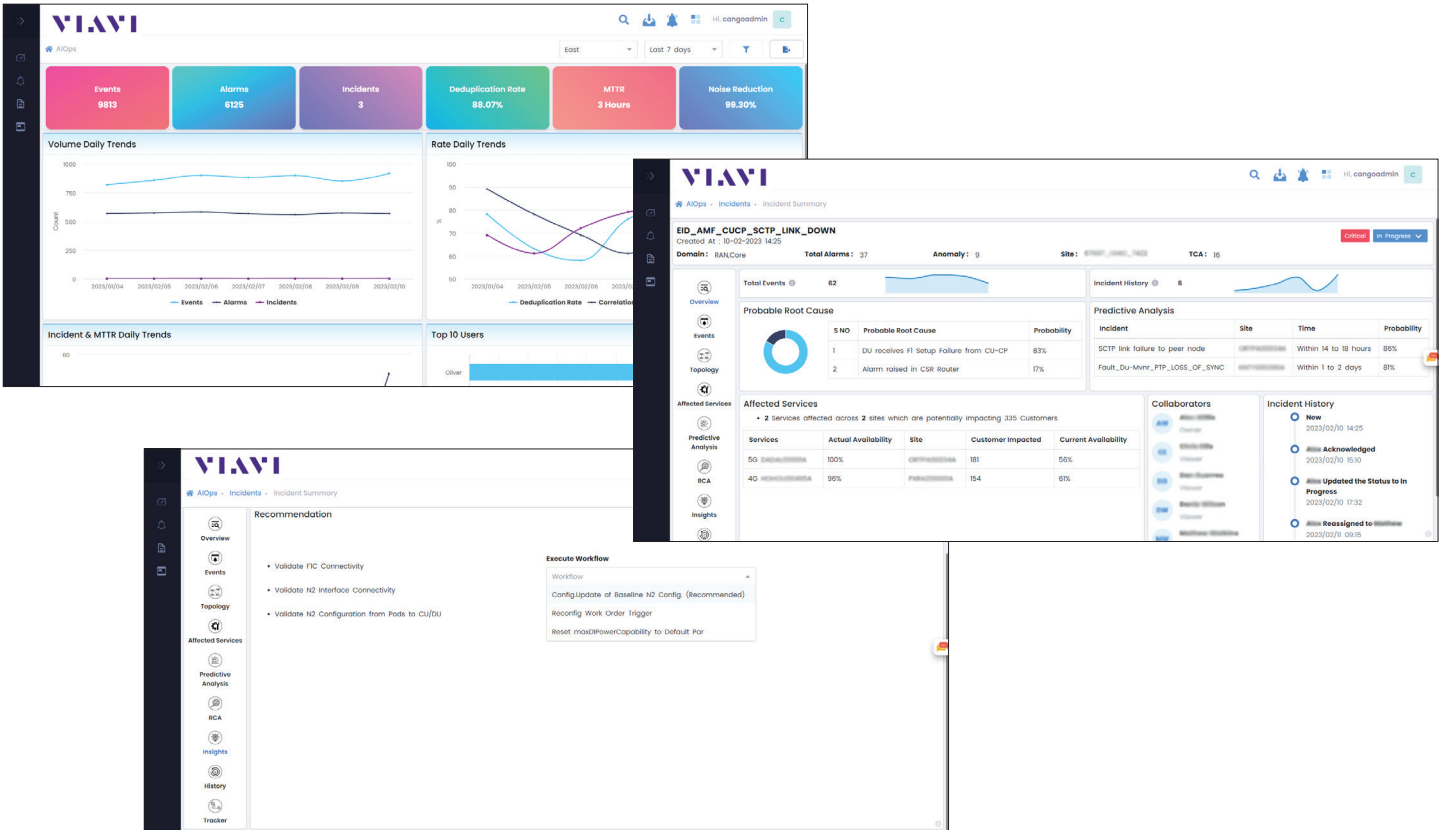 VIAVI
Hi, cangoadmin C
AIOps
East
Last 7 days
Events
9813
Alarms
6125
Incidents
3
Deduplication Rate
88.07%
MTTR
3 Hours
Noise Reduction
99.30%
Volume Daily Trends
1000
750
500
250
0
Count
2023/01/04 2023/02/05 2023/02/06 2023/02/07 2023/02/08 2023/02/09 2023/02/10
Events Alarms Incidents
Rate Daily Trends
100
90
80
70
60
50
%
2023/01/04 2023/02/05 2023/02/06
Deduplication Rate Correlation
Incident & MTTR Daily Trends
60
Top 10 Users
Oliver
VIAVI
Hi, cangoadmin C
AIOps Incidents Incident Summary
EID_AMF_CUCP_SCTP_LINK_DOWN
Created At : 10-02-2023 14:25
Critical
In Progress
Domain : RAN,Core
Total Alarms : 37
Anomaly : 9
Site :
TCA : 16
Overview
Events
Topology
Affected Services
Predictive Analysis
RCA
Insights
Total Events 62
Incident History 6
Probable Root Cause
S NO Probable Root Cause Probability
1 DU receives F1 Setup Failure from CU-CP 83%
2 Alarm raised in CSR Router 17%
Predictive Analysis
Incident Site Time Probability
SCTP link failure to peer node Within 14 to 18 hours 86%
Fault_Du-Mvnr_PTP_LOSS_OF_SYNC Within 1 to 2 days 81%
Affected Services
• 2 Services affected across 2 sites which are potentially impacting 335 Customers
Services Actual Availability Site Customer Impacted Current Availability
5G 100% 181 56%
4G 96% 154 61%
Collaborators
Owner
Viewer
Viewer
Viewer
Incident History
New
2023/02/10 14:25
Acknowledged
2023/02/10 15:10
Updated the Status to In
Progress
2023/02/10 17:32
Reassigned to
2023/02/11 09:15
VIAVI
AIOps Incidents Incident Summary
Overview
Events
Topology
Affected Services
Predictive
Analysis
RCA
Insights
History
Tracker
Recommendation
• Validate F1C Connectivity
• Validate N2 Interface Connectivity
• Validate N2 Configuration from Pods to CU/DU
Execute Workflow
Workflow
Config.Update of Baseline N2 Config. (Recommended)
Reconfig Work Order Trigger
Reset maxDlPowerCapability to Default Par